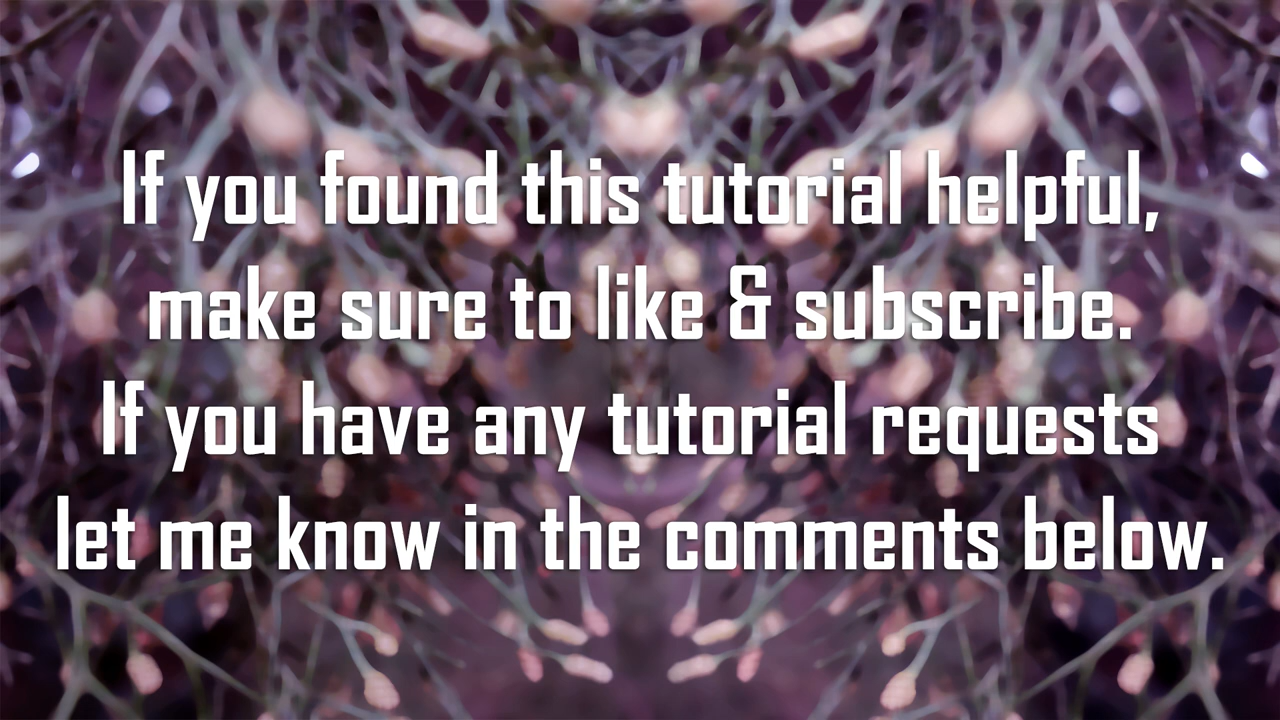 If you found this tutorial helpful,
make sure to like & subscribe.
If you have any tutorial requests
let me know in the comments below.